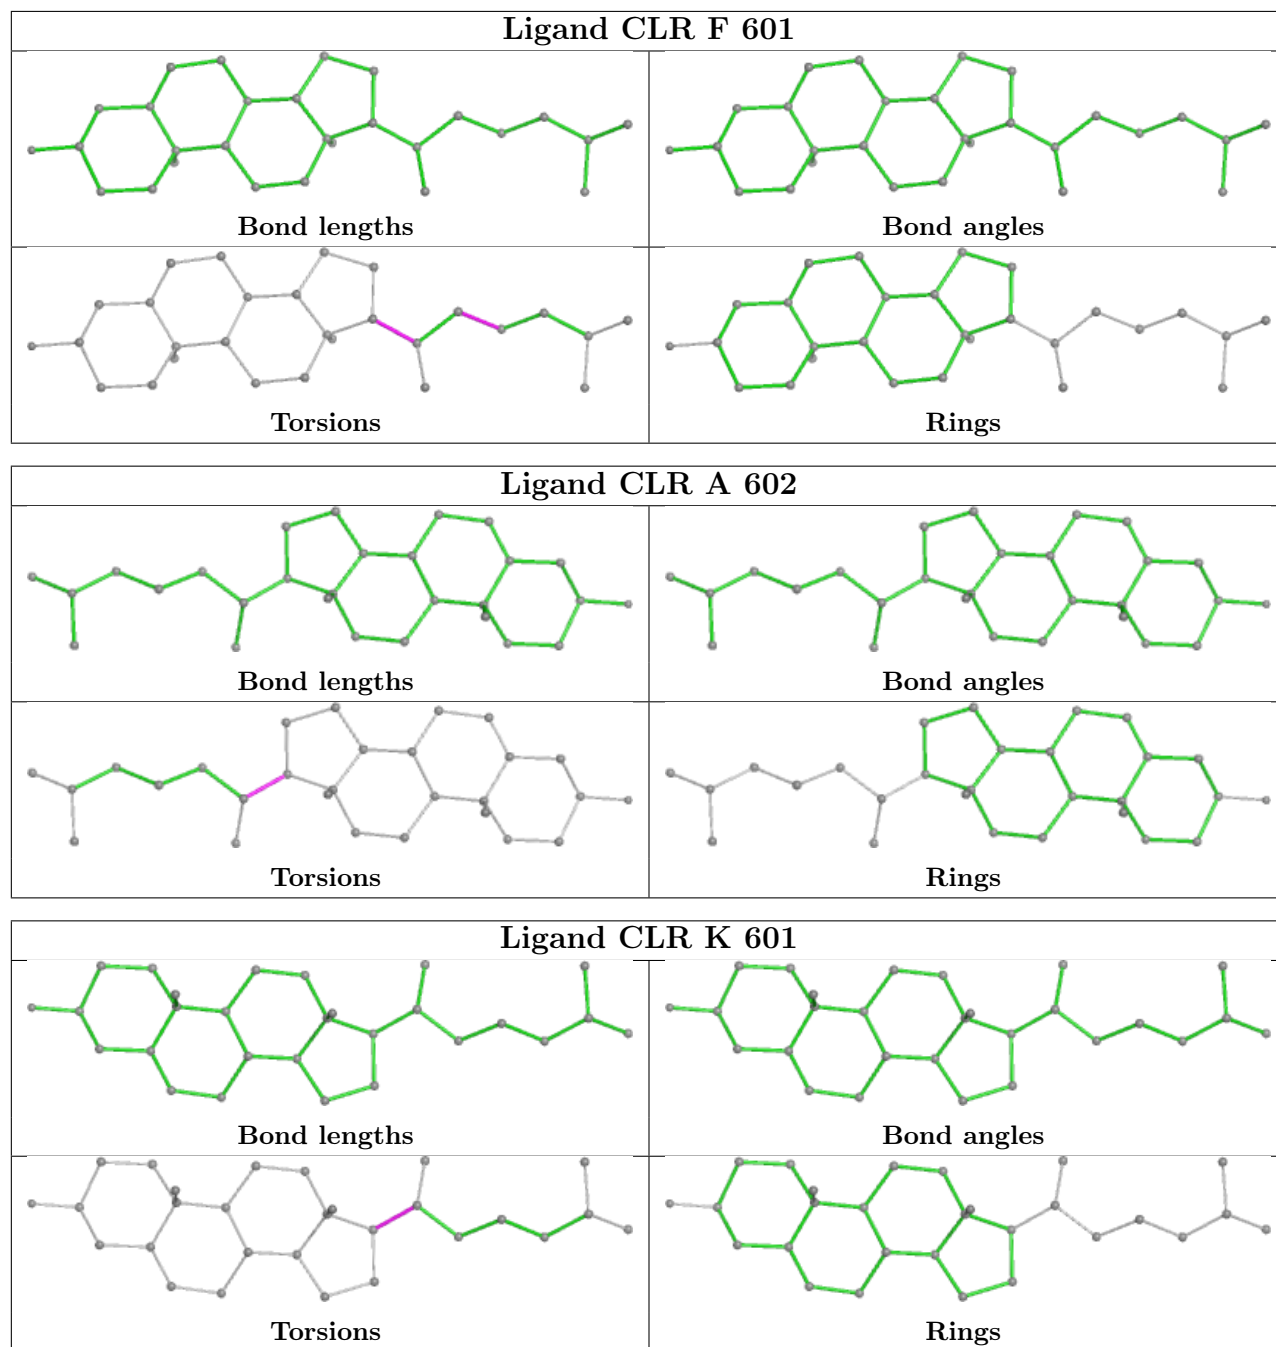 Ligand CLR F 601
Bond lengths
Bond angles
Torsions
Rings
Ligand CLR A 602
Bond lengths
Bond angles
Torsions
Rings
Ligand CLR K 601
Bond lengths
Bond angles
Torsions
Rings